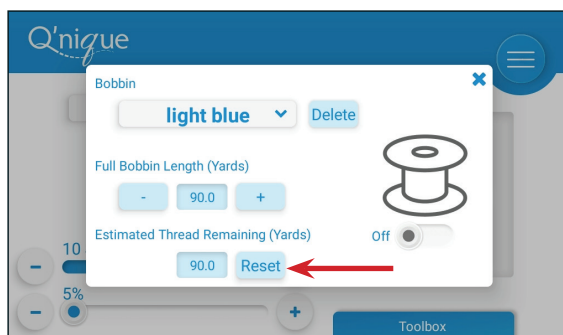 Q'nique
Bobbin
light blue
Delete
Full Bobbin Length (Yards)
- 90.0 +
Estimated Thread Remaining (Yards)
Off
90.0 Reset
10
-
5%
- +
Toolbox